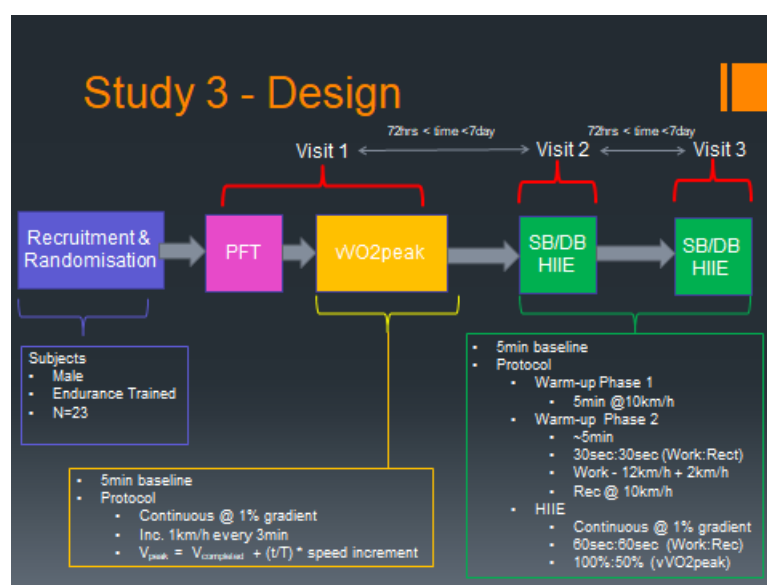 Study 3 - Design
72hrs < time <7day
72hrs < time <7day
Visit 1
Visit 2
Visit 3
Recruitment &
Randomisation
PFT
vVO2peak
SB/DB
HIIE
SB/DB
HIIE
Subjects
▪ Male
▪ Endurance Trained
▪ N=23
▪ 5min baseline
▪ Protocol
▪ Continuous @ 1% gradient
▪ Inc. 1km/h every 3min
▪ Vpeak = Vcompleted + (t/T) * speed increment
▪ 5min baseline
▪ Protocol
▪ Warm-up Phase 1
▪ 5min @10km/h
▪ Warm-up Phase 2
▪ ~5min
▪ 30sec:30sec (Work:Rect)
▪ Work - 12km/h + 2km/h
▪ Rec @ 10km/h
▪ HIIE
▪ Continuous @ 1% gradient
▪ 60sec:60sec (Work:Rec)
▪ 100%:50% (vVO2peak)